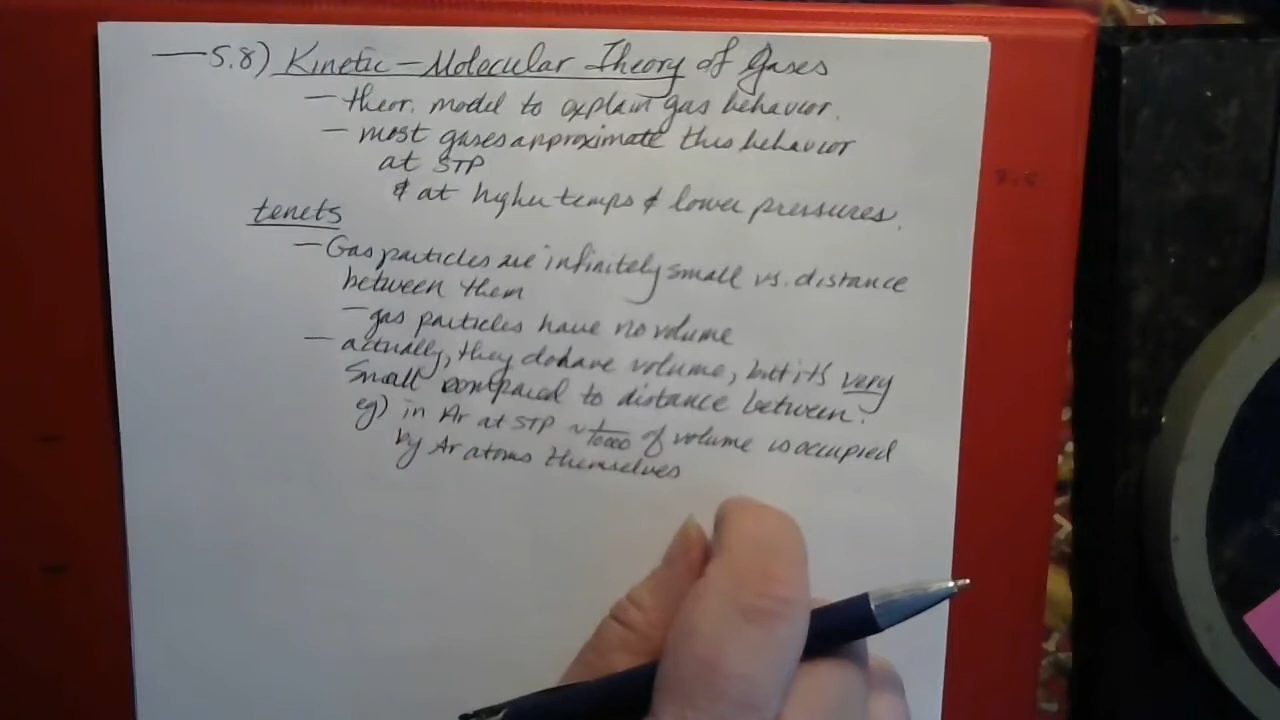 —5.8) Kinetic-Molecular Theory of Gases
- theor. model to explain gas behavior.
- most gases approximate this behavior
at STP
& at higher temps & lower pressures.
tenets
- Gas particles are infinitely small vs. distance
between them
- gas particles have no volume
- actually, they do have volume, but it's very
small compared to distance between.
eg) in Ar at STP ~ 1/1000 of volume is occupied
by Ar atoms themselves